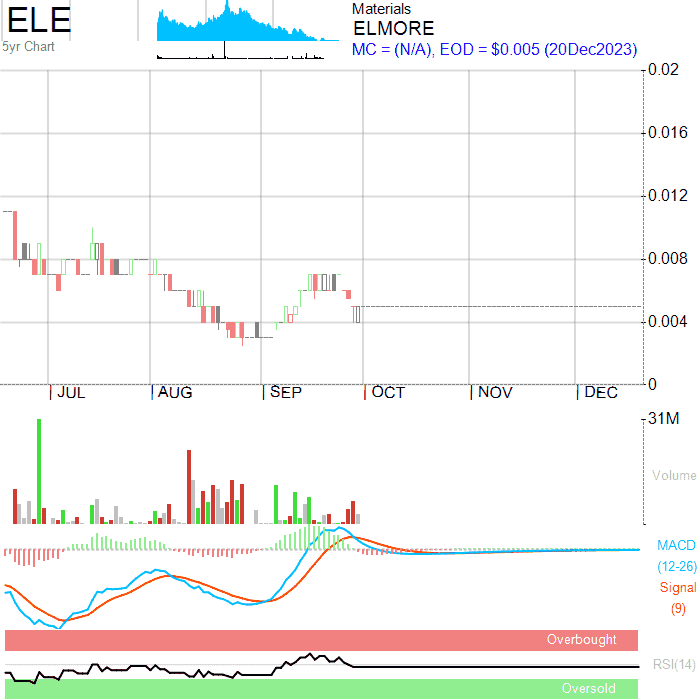 ELE
5yr Chart
Materials
ELMORE
MC = (N/A), EOD = $0.005 (20Dec2023)
0.02
0.016
0.012
0.008
0.004
0
JUL AUG SEP OCT NOV DEC
31M
Volume
MACD
(12-26)
Signal
(9)
Overbought
RSI(14)
Oversold